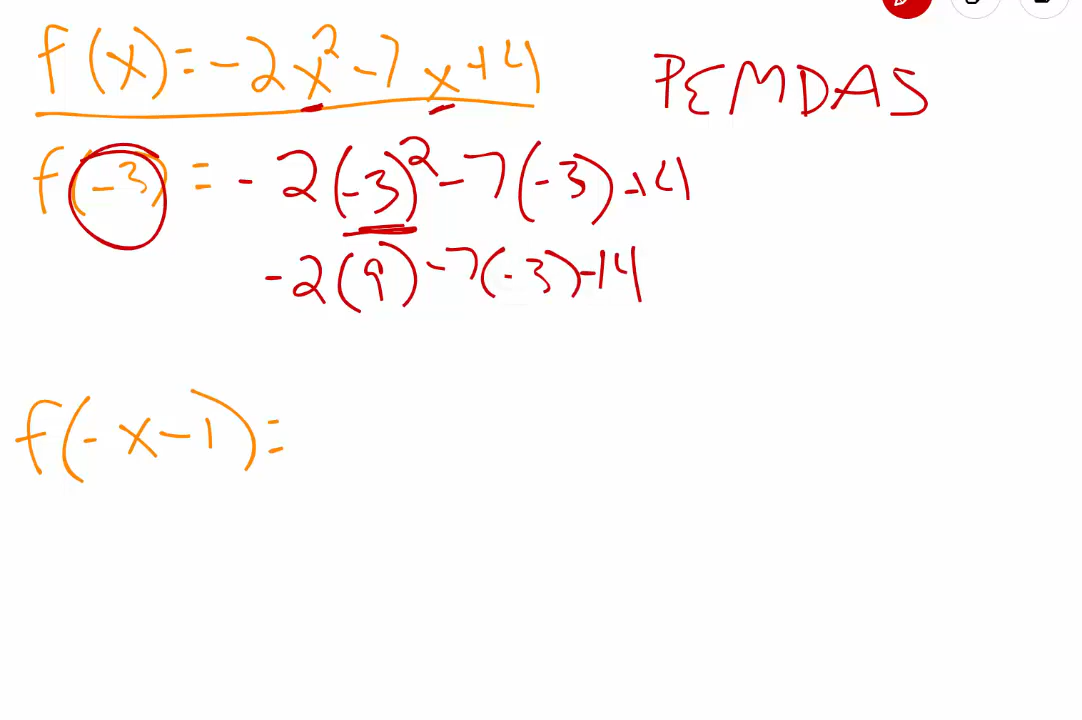 f(x)=-2x²-7x+4
PEMDAS
f(-3) = -2(-3)²-7(-3)+4
-2(9)-7(-3)+4
f(-x-1)=